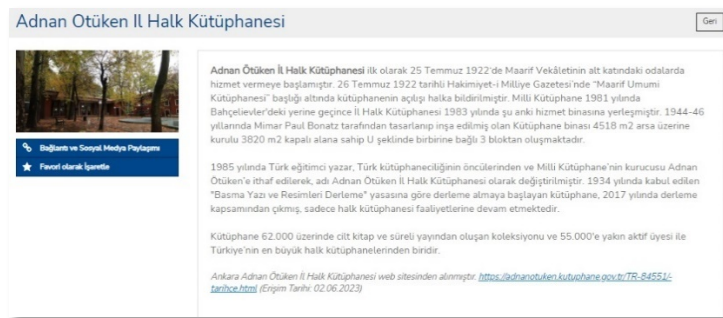 Adnan Ötüken İl Halk Kütüphanesi
Geri
Bağlantı ve Sosyal Medya Paylaşımı
Favori olarak İşaretle
Adnan Ötüken İl Halk Kütüphanesi ilk olarak 25 Temmuz 1922'de Maarif Vekâletinin alt katındaki odalarda
hizmet vermeye başlamıştır. 26 Temmuz 1922 tarihli Hakimiyet-i Milliye Gazetesi'nde "Maarif Umumi
Kütüphanesi" başlığı altında kütüphanenin açılışı halka bildirilmiştir. Milli Kütüphane 1981 yılında
Bahçelievler'deki yerine geçince İl Halk Kütüphanesi 1983 yılında şu anki hizmet binasına yerleşmiştir. 1944-46
yıllarında Mimar Paul Bonatz tarafından tasarlanıp inşa edilmiş olan Kütüphane binası 4518 m2 arsa üzerine
kurulu 3820 m2 kapalı alana sahip U şeklinde birbirine bağlı 3 bloktan oluşmaktadır.
1985 yılında Türk eğitimci yazar, Türk kütüphaneciliğinin öncülerinden ve Milli Kütüphane'nin kurucusu Adnan
Ötüken'e ithaf edilerek, adı Adnan Ötüken İl Halk Kütüphanesi olarak değiştirilmiştir. 1934 yılında kabul edilen
"Basma Yazı ve Resimleri Derleme" yasasına göre derleme almaya başlayan kütüphane, 2017 yılında derleme
kapsamından çıkmış, sadece halk kütüphanesi faaliyetlerine devam etmektedir.
Kütüphane 62.000 üzerinde cilt kitap ve süreli yayından oluşan koleksiyonu ve 55.000'e yakın aktif üyesi ile
Türkiye'nin en büyük halk kütüphanelerinden biridir.
Ankara Adnan Ötüken İl Halk Kütüphanesi web sitesinden alınmıştır. https://adnanotuken.kutuphane.gov.tr/TR-84551/-
tarihce.html (Erişim Tarihi: 02.06.2023)